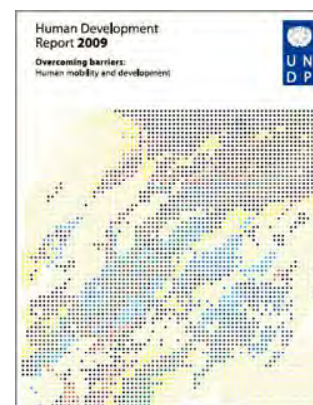 Human Development
Report 2009
Overcoming barriers:
Human mobility and development
U N
D P